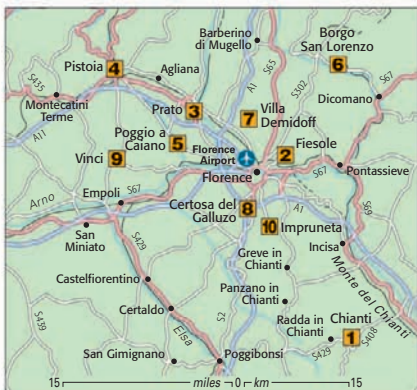 Barberino
di Mugello
Borgo
San Lorenzo
6
Pistoia
4
Agliana
S435
A1
S65
S302
S67
Dicomano
Montecatini
Terme
Prato
3
7
Villa
Demidoff
A11
Poggio a
Caiano
5
Florence
Airport
2
Fiesole
Vinci
9
Florence
S67
Pontassieve
Empoli
S67
Certosa del
Galluzo
8
A1
S69
Arno
10
Impruneta
San
Miniato
S429
Greve in
Chianti
Incisa
Monte del Chianti
Castelfiorentino
Panzano in
Chianti
S439
Certaldo
Elsa
S2
Radda in
Chianti
Chianti
1
S408
S429
San Gimignano
Poggibonsi
15
miles
0
km
15